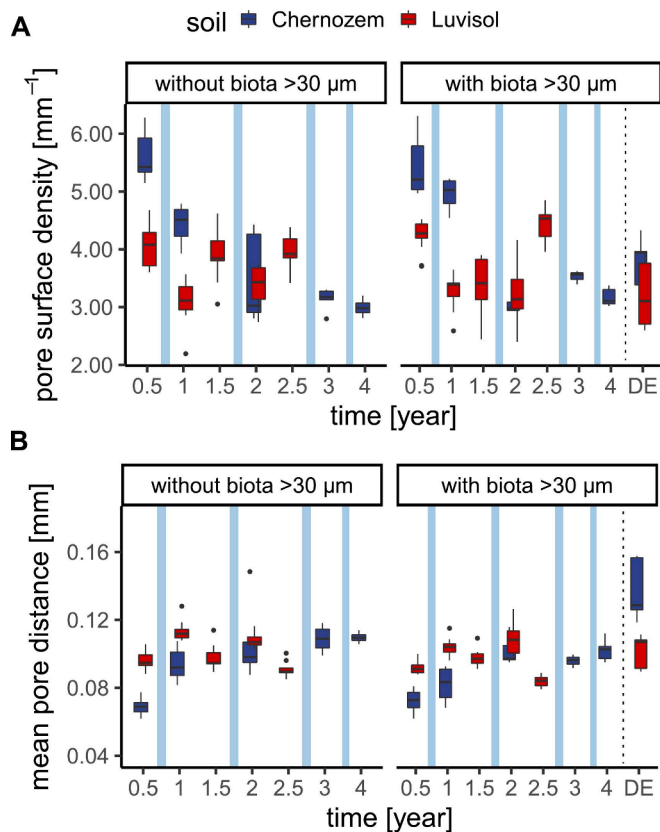 soil Chernozem Luvisol
A
without biota >30 µm with biota >30 µm
pore surface density [mm⁻¹]
6.00
5.00
4.00
3.00
2.00
0.5 1 1.5 2 2.5 3 4 0.5 1 1.5 2 2.5 3 4 DE
time [year] time [year]
B
without biota >30 µm with biota >30 µm
mean pore distance [mm]
0.16
0.12
0.08
0.04
0.5 1 1.5 2 2.5 3 4 0.5 1 1.5 2 2.5 3 4 DE
time [year] time [year]